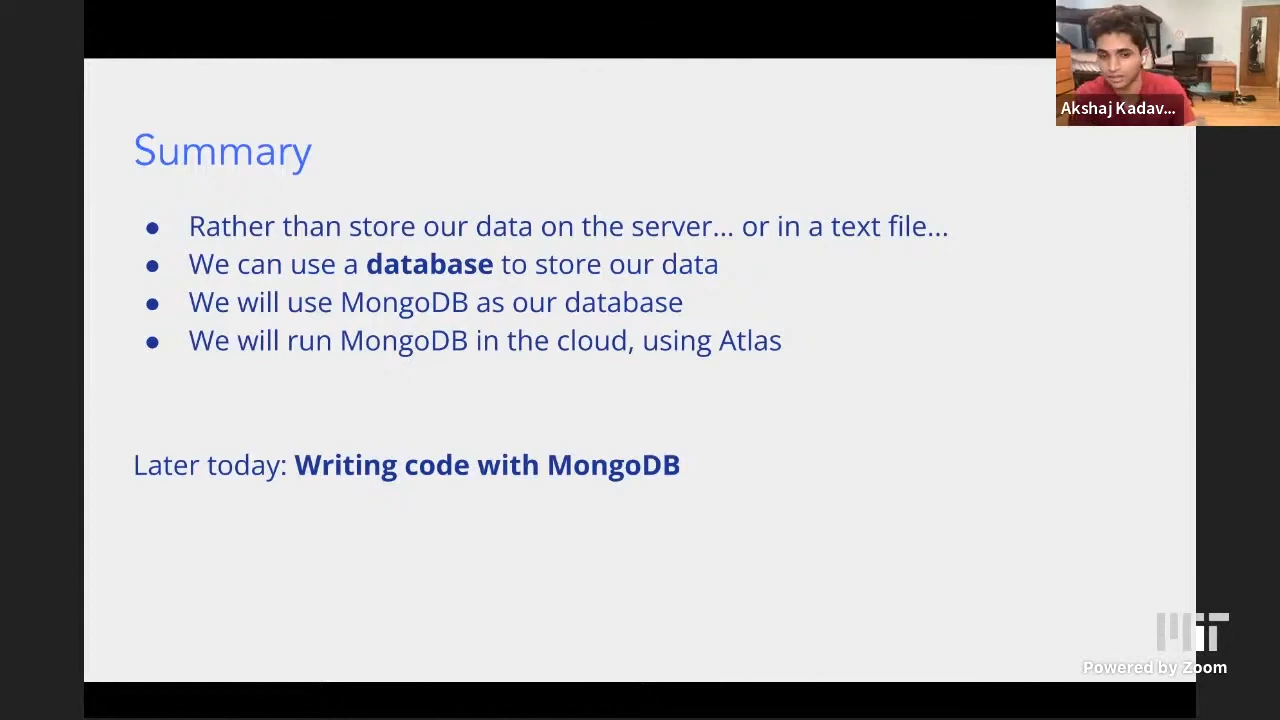 Akshaj Kadav...
Summary
● Rather than store our data on the server... or in a text file...
● We can use a database to store our data
● We will use MongoDB as our database
● We will run MongoDB in the cloud, using Atlas
Later today: Writing code with MongoDB
MIT
Powered by Zoom